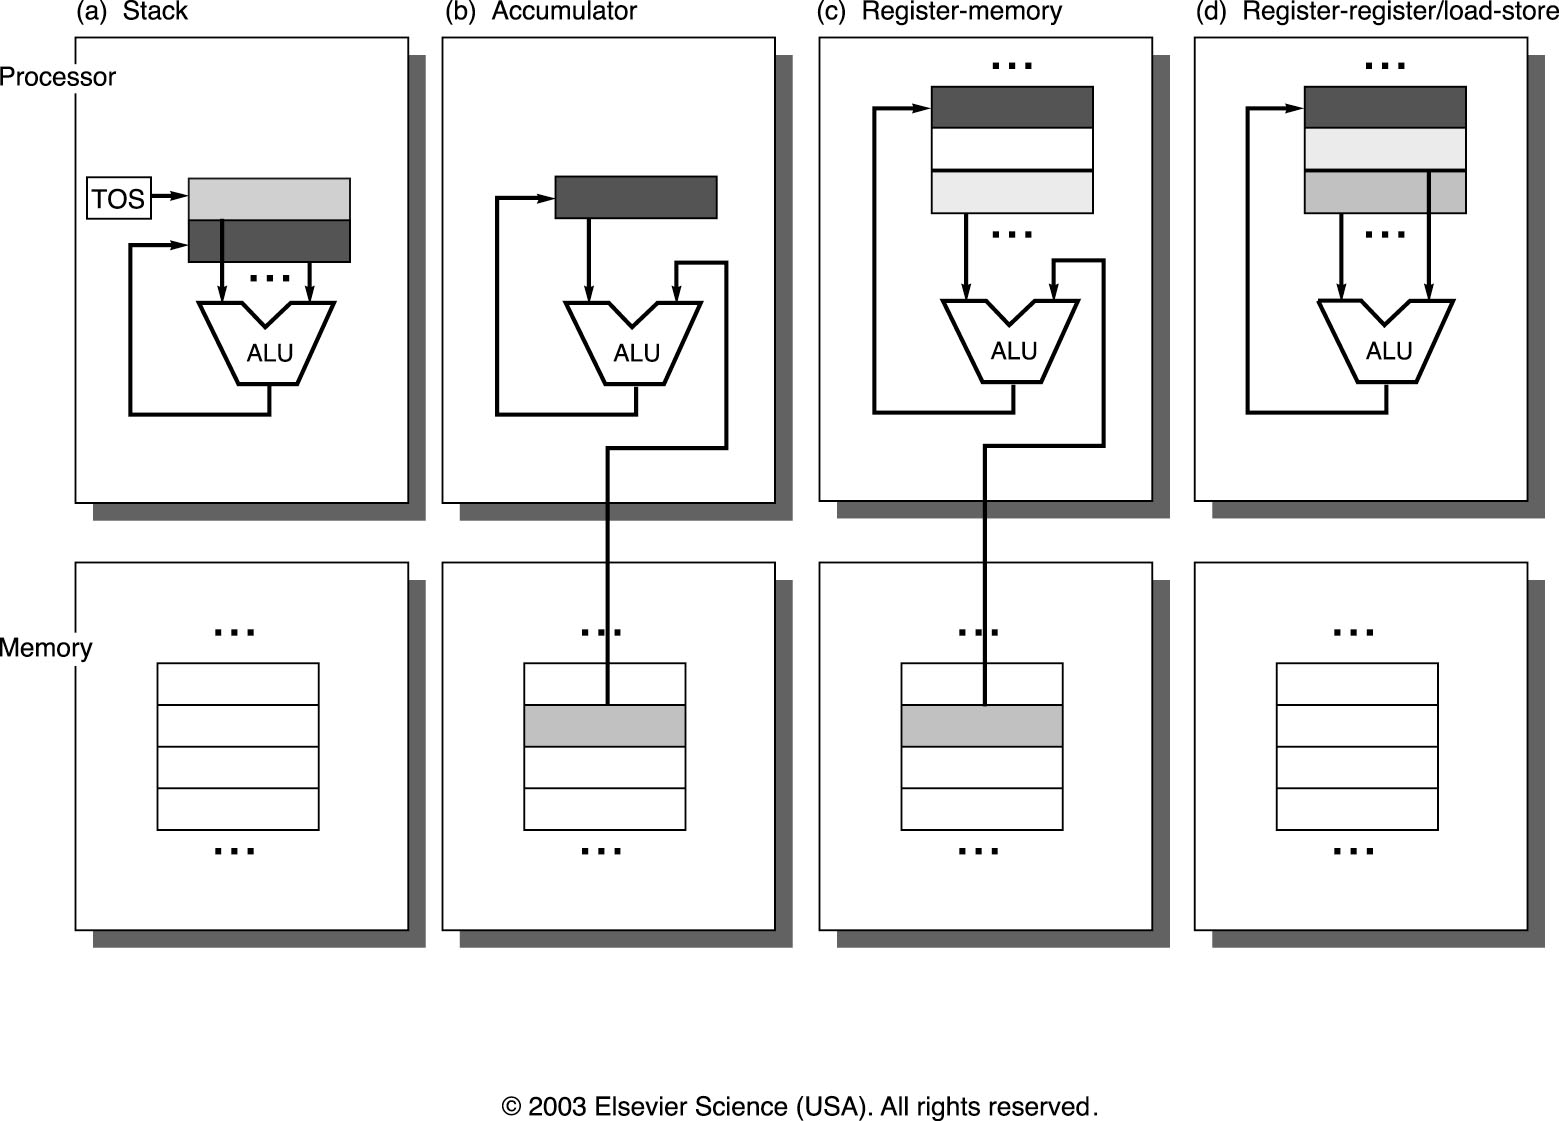 (a) Stack
(b) Accumulator
(c) Register-memory
(d) Register-register/load-store
Processor
TOS
ALU
ALU
ALU
ALU
Memory
© 2003 Elsevier Science (USA). All rights reserved.